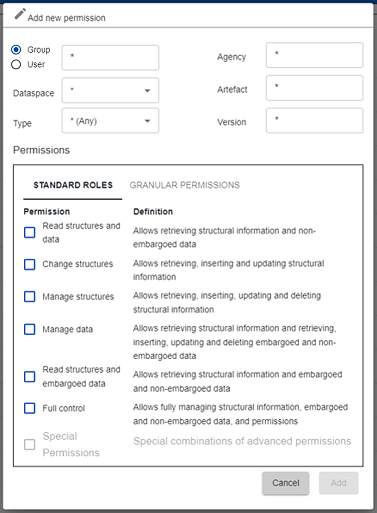 Add new permission
Group
User
*
Agency
*
Dataspace
*
Artefact
*
Type
* (Any)
Version
*
Permissions
STANDARD ROLES
GRANULAR PERMISSIONS
Permission
Definition
Read structures and
data
Allows retrieving structural information and non-
embargoed data
Change structures
Allows retrieving, inserting and updating structural
information
Manage structures
Allows retrieving, inserting, updating and deleting
structural information
Manage data
Allows retrieving structural information and retrieving,
inserting, updating and deleting embargoed and non-
embargoed data
Read structures and
embargoed data
Allows retrieving structural information and embargoed
and non-embargoed data
Full control
Allows fully managing structural information, embargoed
and non-embargoed data, and permissions
Special
Permissions
Special combinations of advanced permissions
Cancel
Add